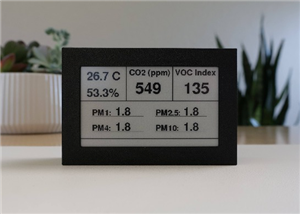 26.7 C CO2 (ppm) VOC Index
53.3% 549 135
PM1: 1.8 PM2.5: 1.8
PM4: 1.8 PM10: 1.8